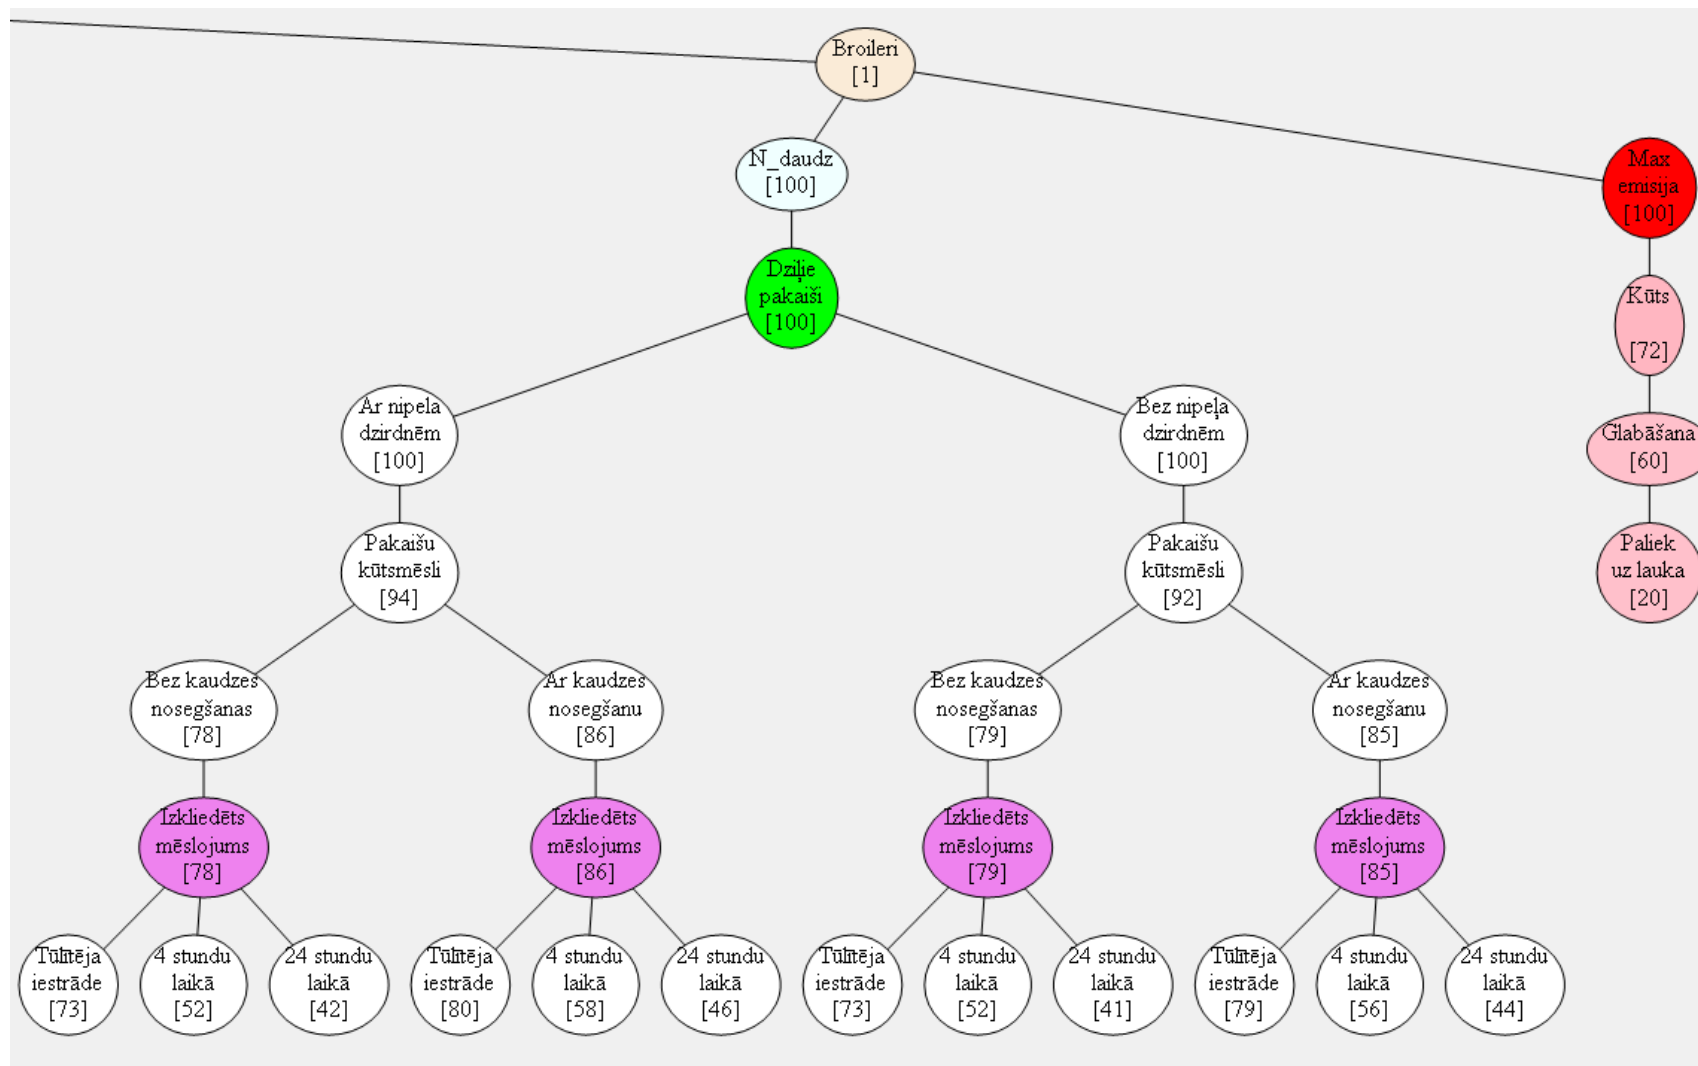 Broileri
[1]
N_daudz
[100]
Max
emisija
[100]
Dziļie
pakaiši
[100]
Kūts
[72]
Ar nipela
dzirdnēm
[100]
Bez nipeļa
dzirdnēm
[100]
Glabāšana
[60]
Pakaišu
kūtsmēsli
[94]
Pakaišu
kūtsmēsli
[92]
Paliek
uz lauka
[20]
Bez kaudzes
nosegšanas
[78]
Ar kaudzes
nosegšanu
[86]
Bez kaudzes
nosegšanas
[79]
Ar kaudzes
nosegšanu
[85]
Izkliedēts
mēslojums
[78]
Izkliedēts
mēslojums
[86]
Izkliedēts
mēslojums
[79]
Izkliedēts
mēslojums
[85]
Tūlītēja
iestrāde
[73]
4 stundu
laikā
[52]
24 stundu
laikā
[42]
Tūlītēja
iestrāde
[80]
4 stundu
laikā
[58]
24 stundu
laikā
[46]
Tūlītēja
iestrāde
[73]
4 stundu
laikā
[52]
24 stundu
laikā
[41]
Tūlītēja
iestrāde
[79]
4 stundu
laikā
[56]
24 stundu
laikā
[44]